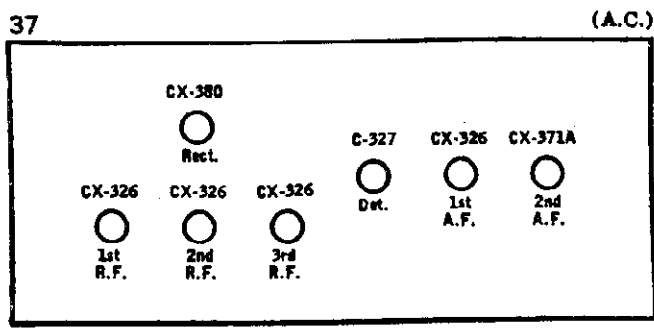 37 (A.C.)
CX-380
Rect.
C-327 CX-326 CX-371A
Det. 1st 2nd
A.F. A.F.
CX-326 CX-326 CX-326
1st 2nd 3rd
R.F. R.F. R.F.